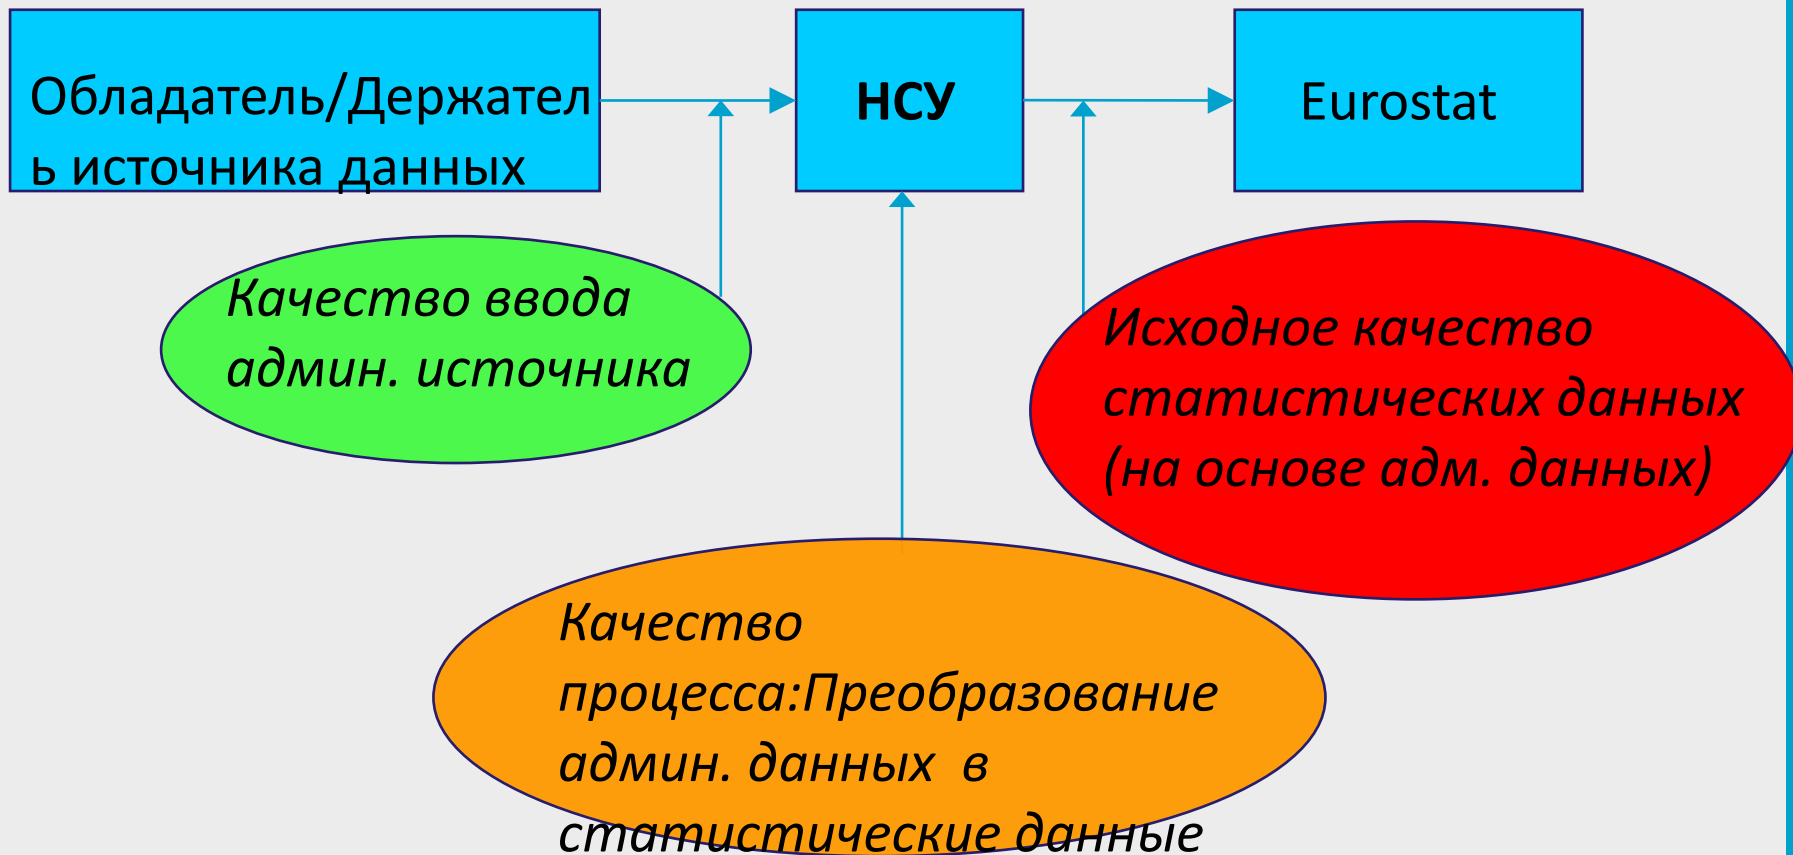 Обладатель/Держател
ь источника данных
НСУ
Eurostat
Качество ввода
админ. источника
Исходное качество
статистических данных
(на основе адм. данных)
Качество
процесса:Преобразование
админ. данных  в
статистические данные